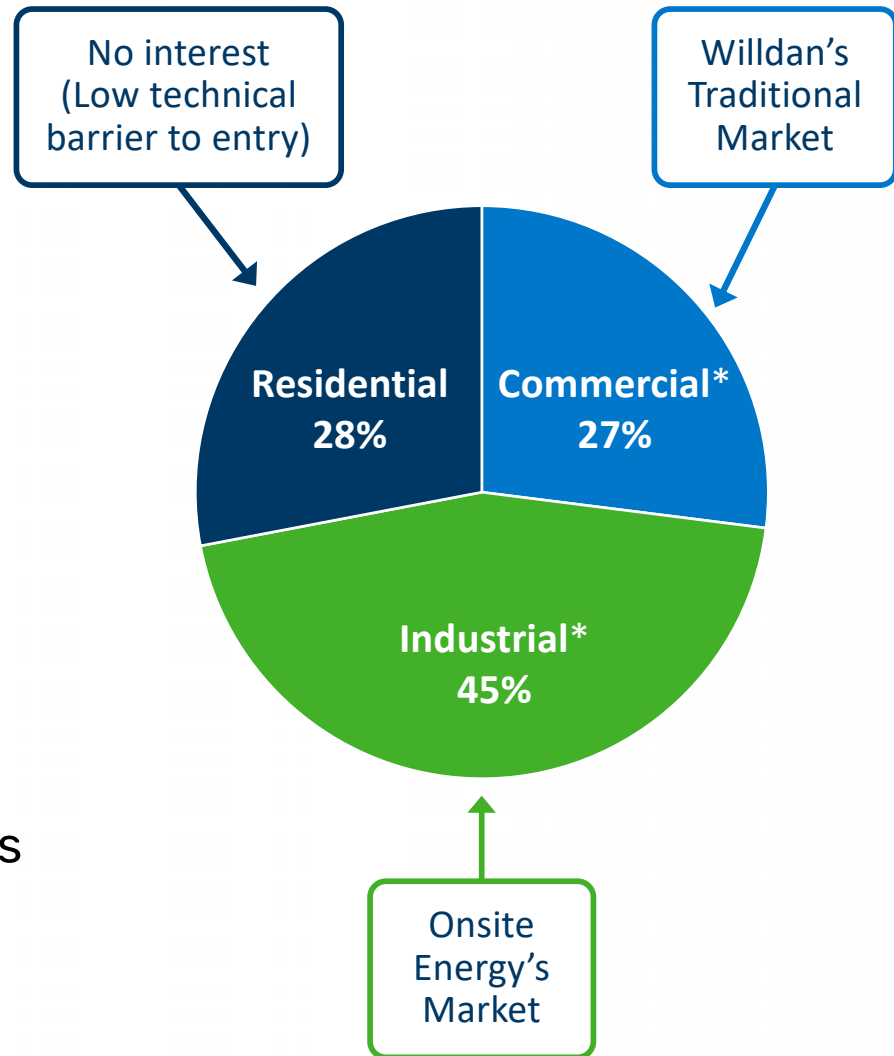 No interest
(Low technical
barrier to entry)
Willdan’s
Traditional
Market
Residential
28%
Commercial*
27%
Industrial*
45%
s
Onsite
Energy’s
Market